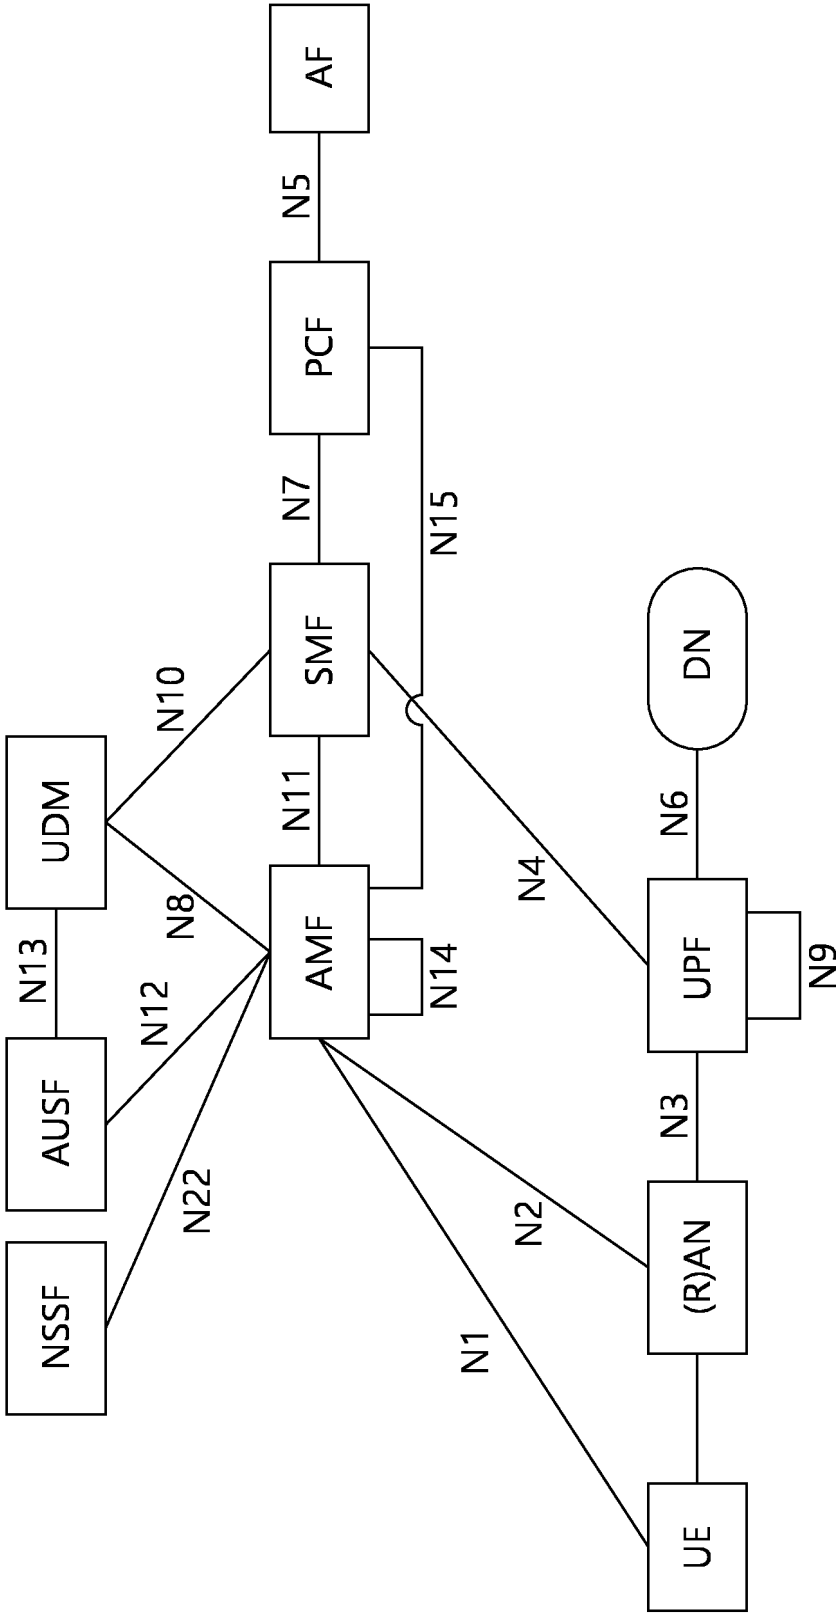 NSSF
AUSF
N13
UDM
N22
N12
N8
N10
AMF
N11
SMF
N7
PCF
N5
AF
N14
N15
N1
N2
N4
UE
(R)AN
N3
UPF
N6
DN
N9